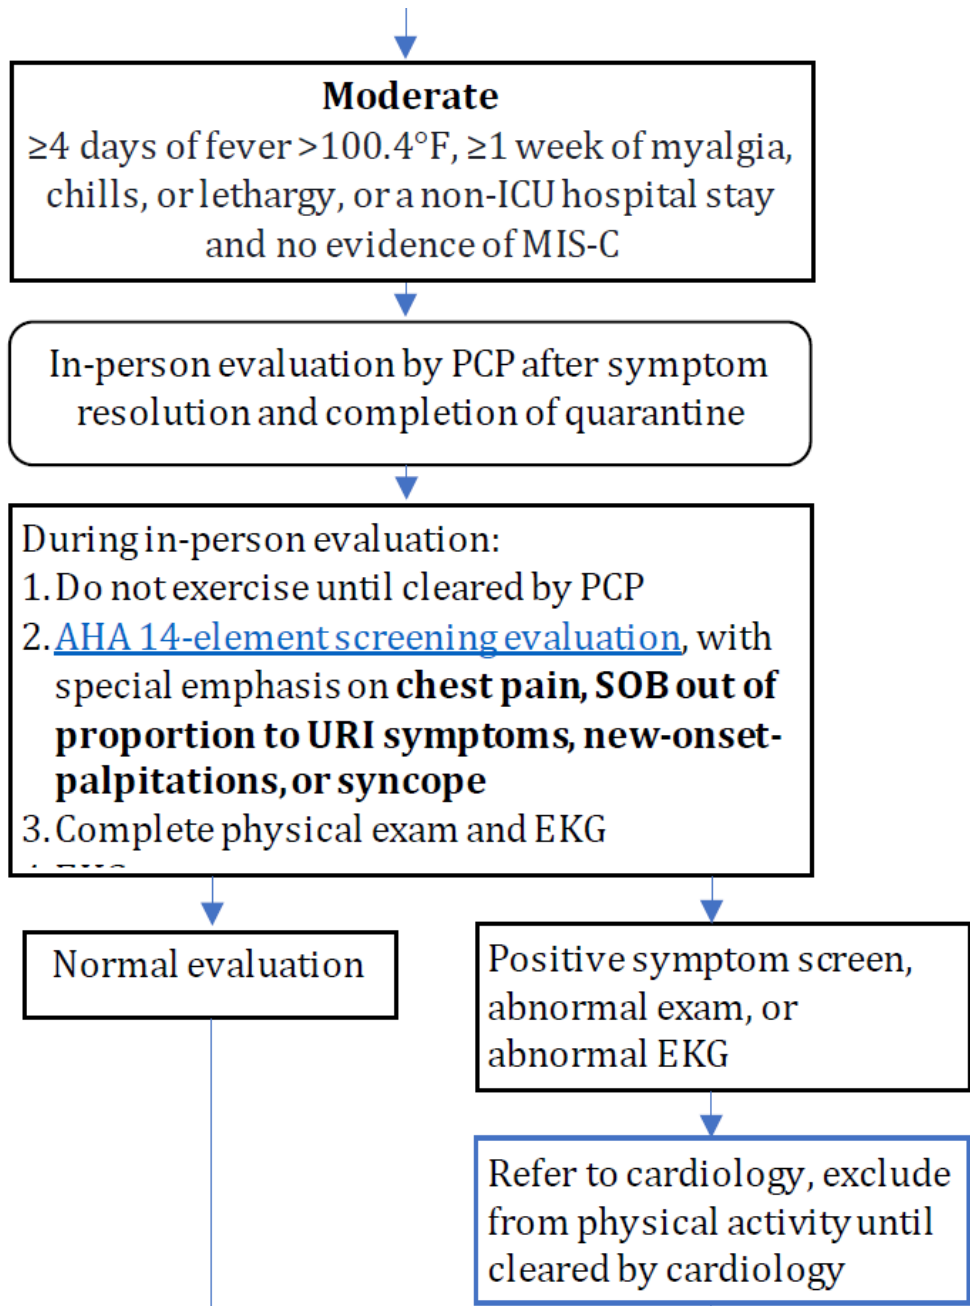 Moderate
≥4 days of fever >100.4°F, ≥1 week of myalgia,
chills, or lethargy, or a non-ICU hospital stay
and no evidence of MIS-C
In-person evaluation by PCP after symptom
resolution and completion of quarantine
During in-person evaluation:
1. Do not exercise until cleared by PCP
2. AHA 14-element screening evaluation, with
special emphasis on chest pain, SOB out of
proportion to URI symptoms, new-onset-
palpitations, or syncope
3. Complete physical exam and EKG
Normal evaluation
Positive symptom screen,
abnormal exam, or
abnormal EKG
Refer to cardiology, exclude
from physical activity until
cleared by cardiology